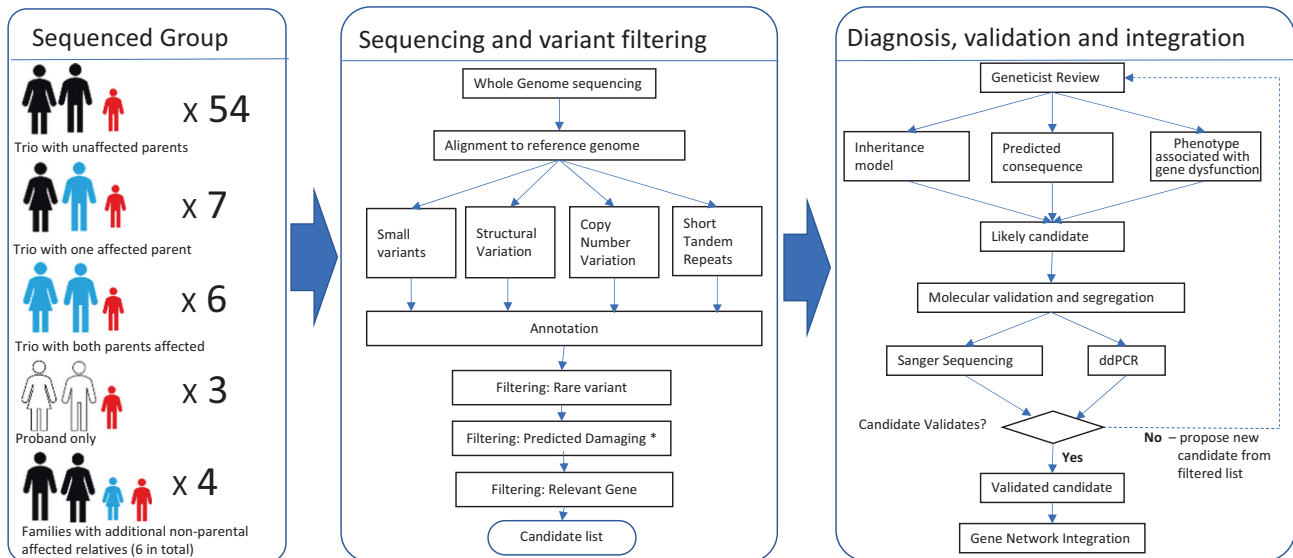 Sequenced Group
x 54
Trio with unaffected parents
x 7
Trio with one affected parent
x 6
Trio with both parents affected
x 3
Proband only
x 4
Families with additional non-parental
affected relatives (6 in total)
Sequencing and variant filtering
Whole Genome sequencing
Alignment to reference genome
Small
variants
Structural
Variation
Copy
Number
Variation
Short
Tandem
Repeats
Annotation
Filtering: Rare variant
Filtering: Predicted Damaging *
Filtering: Relevant Gene
Candidate list
Diagnosis, validation and integration
Geneticist Review
Inheritance
model
Predicted
consequence
Phenotype
associated with
gene dysfunction
Likely candidate
Molecular validation and segregation
Sanger Sequencing
ddPCR
Candidate Validates?
No – propose new
candidate from
filtered list
Yes
Validated candidate
Gene Network Integration